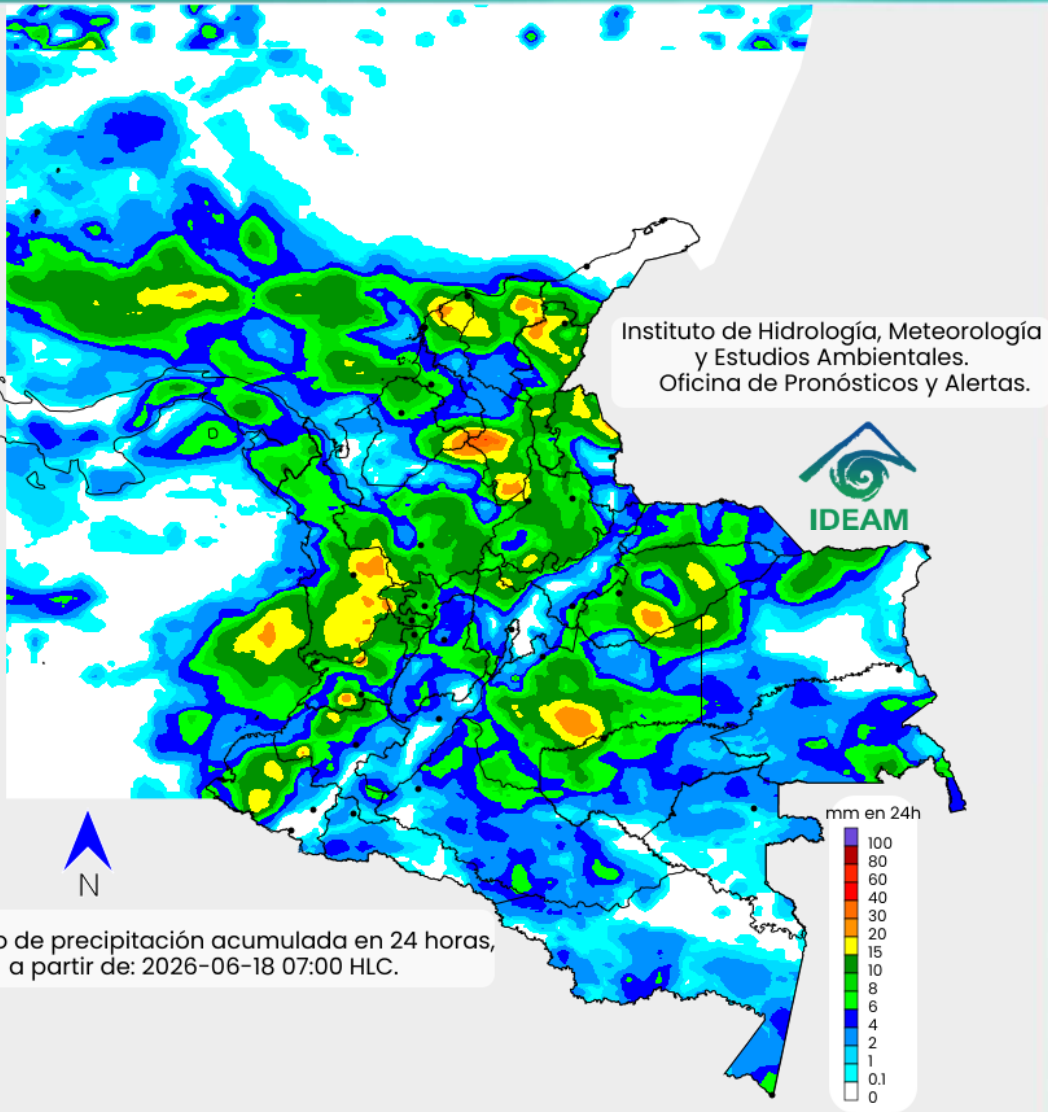 Instituto de Hidrología, Meteorología
y Estudios Ambientales.
Oficina de Pronósticos y Alertas.
IDEAM
mm en 24h
100
80
60
40
30
20
15
10
8
6
4
2
1
0.1
0
N
de precipitación acumulada en 24 horas,
a partir de: 2026-06-18 07:00 HLC.